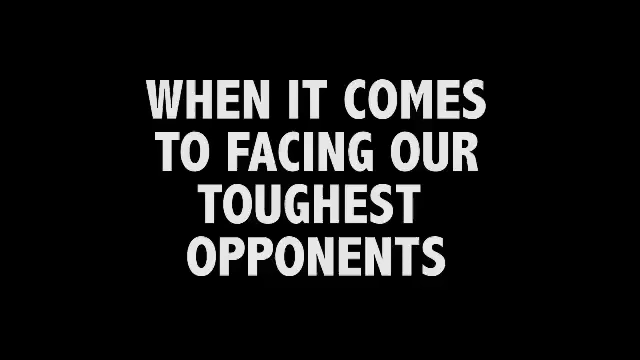 WHEN IT COMES
TO FACING OUR
TOUGHEST
OPPONENTS